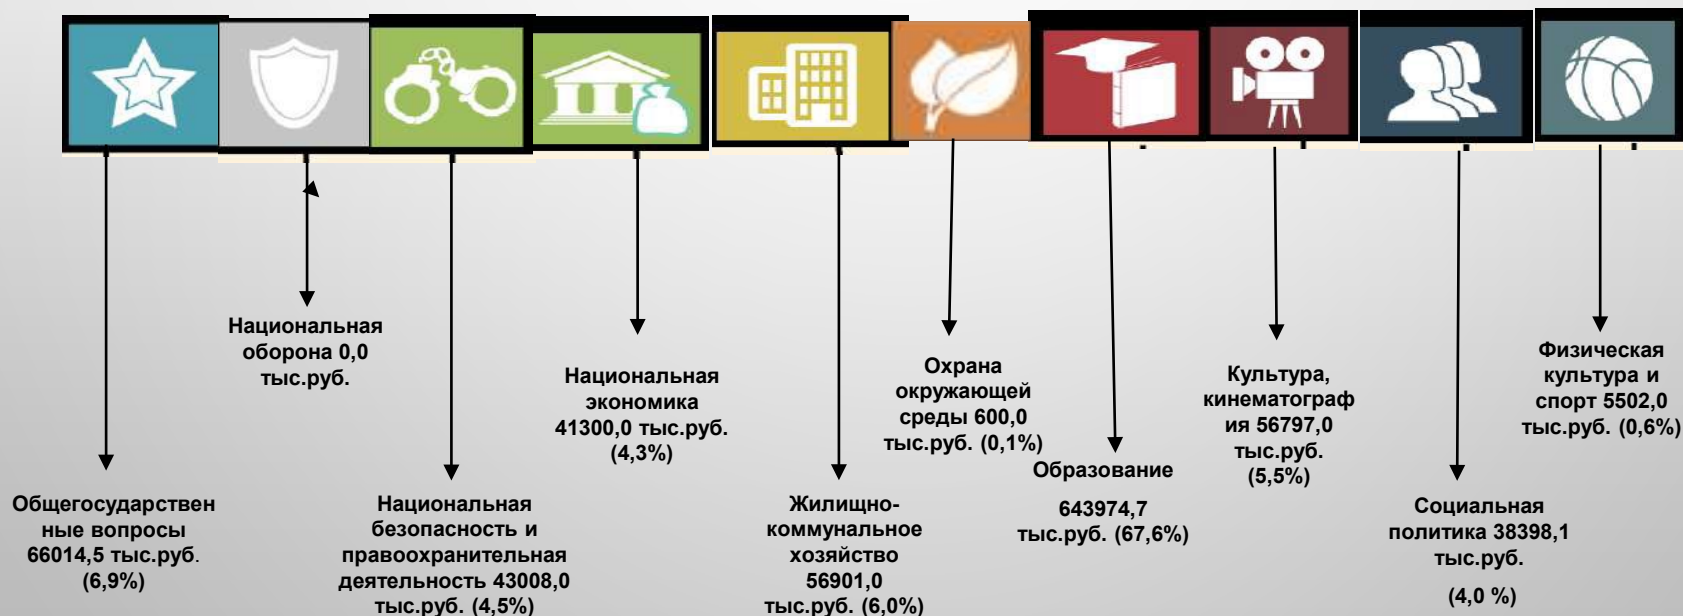 Общегосударствен
ные вопросы
66014,5 тыс.руб.
(6,9%)
Национальная
оборона 0,0
тыс.руб.
Национальная
безопасность и
правоохранительная
деятельность 43008,0
тыс.руб. (4,5%)
Национальная
экономика
41300,0 тыс.руб.
(4,3%)
Жилищно-
коммунальное
хозяйство
56901,0
тыс.руб. (6,0%)
Охрана
окружающей
среды 600,0
тыс.руб. (0,1%)
Образование
643974,7
тыс.руб. (67,6%)
Культура,
кинематограф
ия 56797,0
тыс.руб.
(5,5%)
Социальная
политика 38398,1
тыс.руб.
(4,0 %)
Физическая
культура и
спорт 5502,0
тыс.руб. (0,6%)